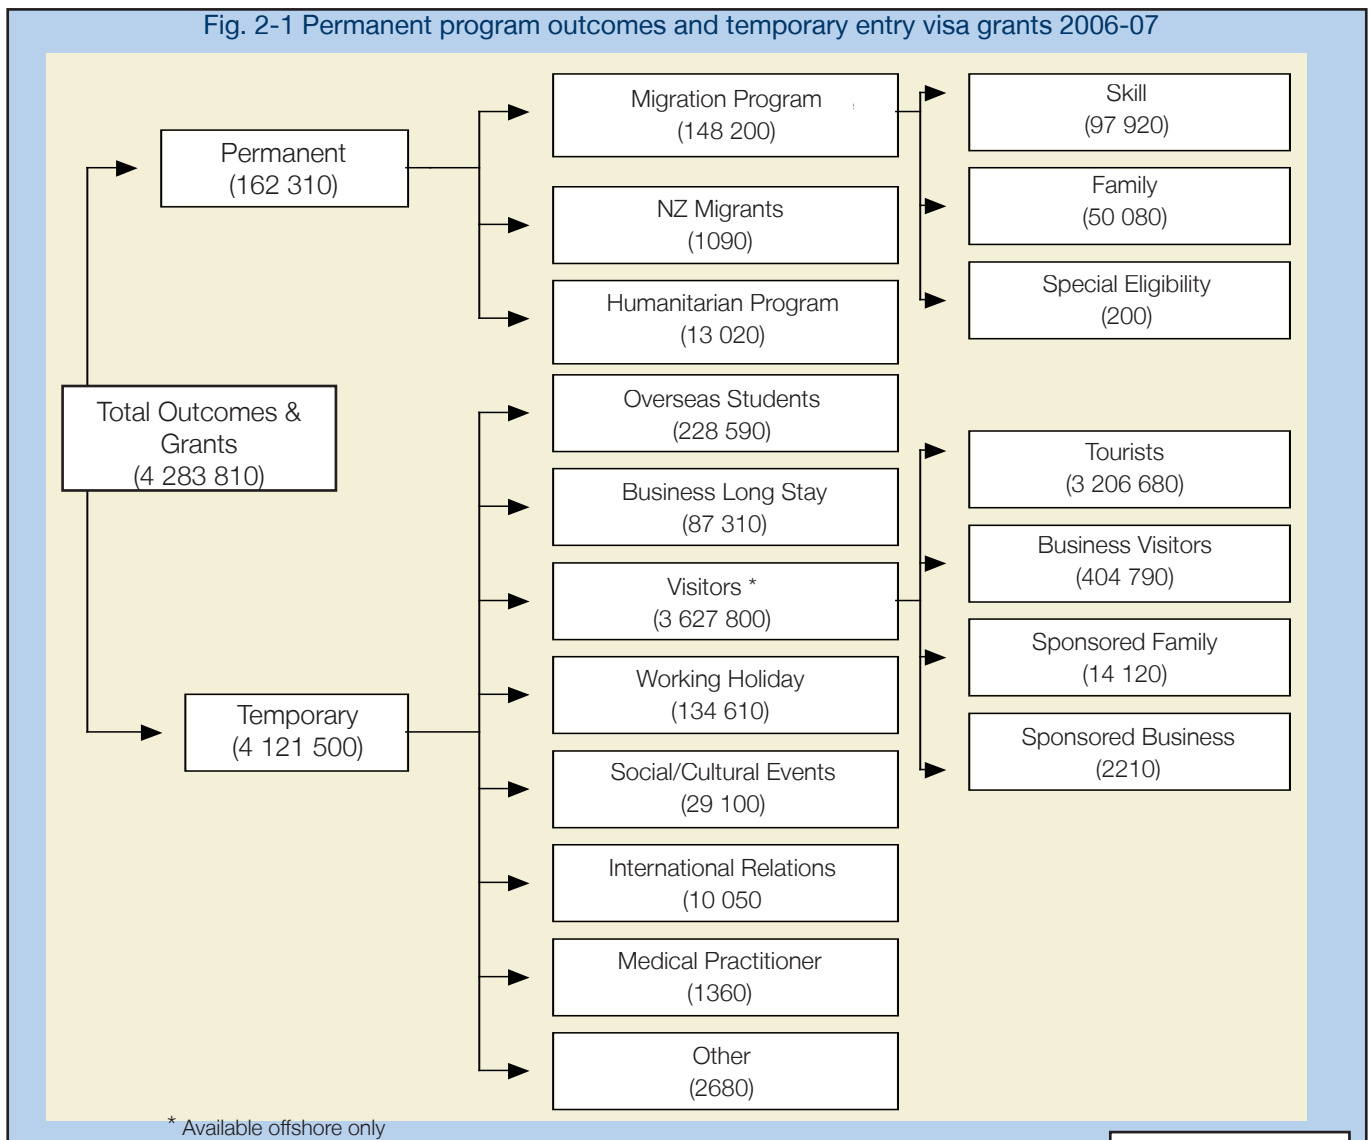 Fig. 2-1 Permanent program outcomes and temporary entry visa grants 2006-07
Total Outcomes &
Grants
(4 283 810)
Permanent
(162 310)
Migration Program
(148 200)
Skill
(97 920)
Family
(50 080)
Special Eligibility
(200)
NZ Migrants
(1090)
Humanitarian Program
(13 020)
Temporary
(4 121 500)
Overseas Students
(228 590)
Business Long Stay
(87 310)
Visitors *
(3 627 800)
Tourists
(3 206 680)
Business Visitors
(404 790)
Sponsored Family
(14 120)
Sponsored Business
(2210)
Working Holiday
(134 610)
Social/Cultural Events
(29 100)
International Relations
(10 050
Medical Practitioner
(1360)
Other
(2680)
* Available offshore only